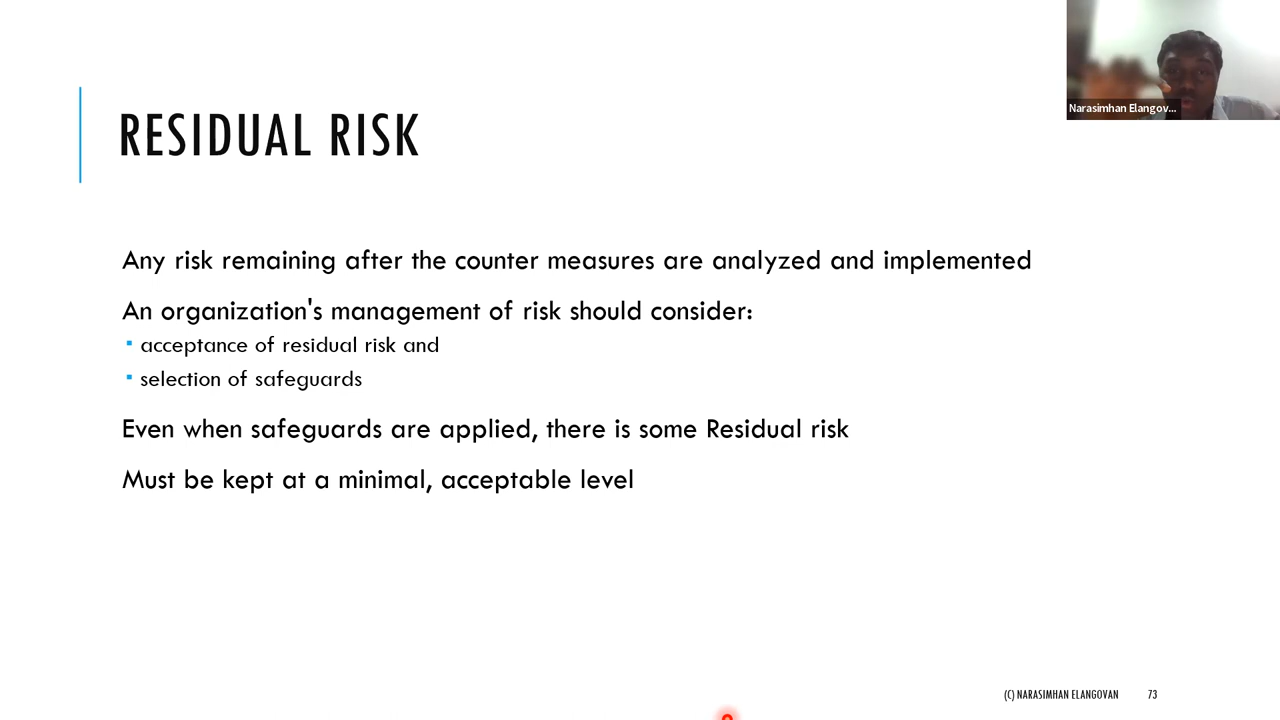 Narasimhan Elangov...
RESIDUAL RISK
Any risk remaining after the counter measures are analyzed and implemented
An organization's management of risk should consider:
▪ acceptance of residual risk and
▪ selection of safeguards
Even when safeguards are applied, there is some Residual risk
Must be kept at a minimal, acceptable level
(C) NARASIMHAN ELANGOVAN 73